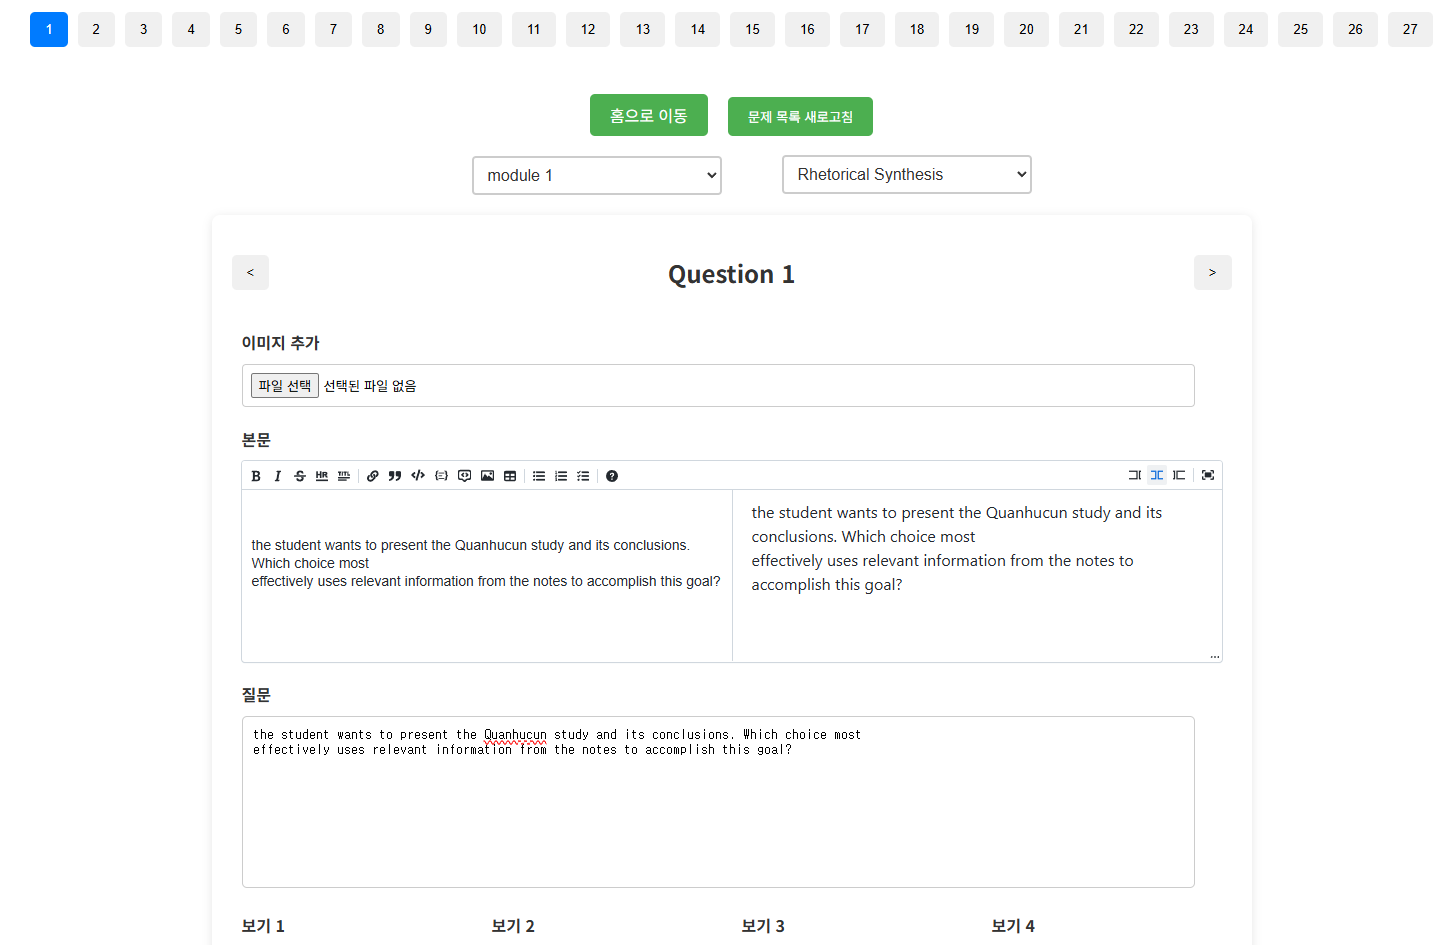 1 2 3 4 5 6 7 8 9 10 11 12 13 14 15 16 17 18 19 20 21 22 23 24 25 26 27
홈으로 이동 문제 목록 새로고침
module 1 Rhetorical Synthesis
< Question 1 >
이미지 추가
파일 선택 선택된 파일 없음
본문
B I S HR TITL
the student wants to present the Quanhucun study and its conclusions.
Which choice most
effectively uses relevant information from the notes to accomplish this goal?
the student wants to present the Quanhucun study and its
conclusions. Which choice most
effectively uses relevant information from the notes to
accomplish this goal?
질문
the student wants to present the Quanhucun study and its conclusions. Which choice most
effectively uses relevant information from the notes to accomplish this goal?
보기 1 보기 2 보기 3 보기 4